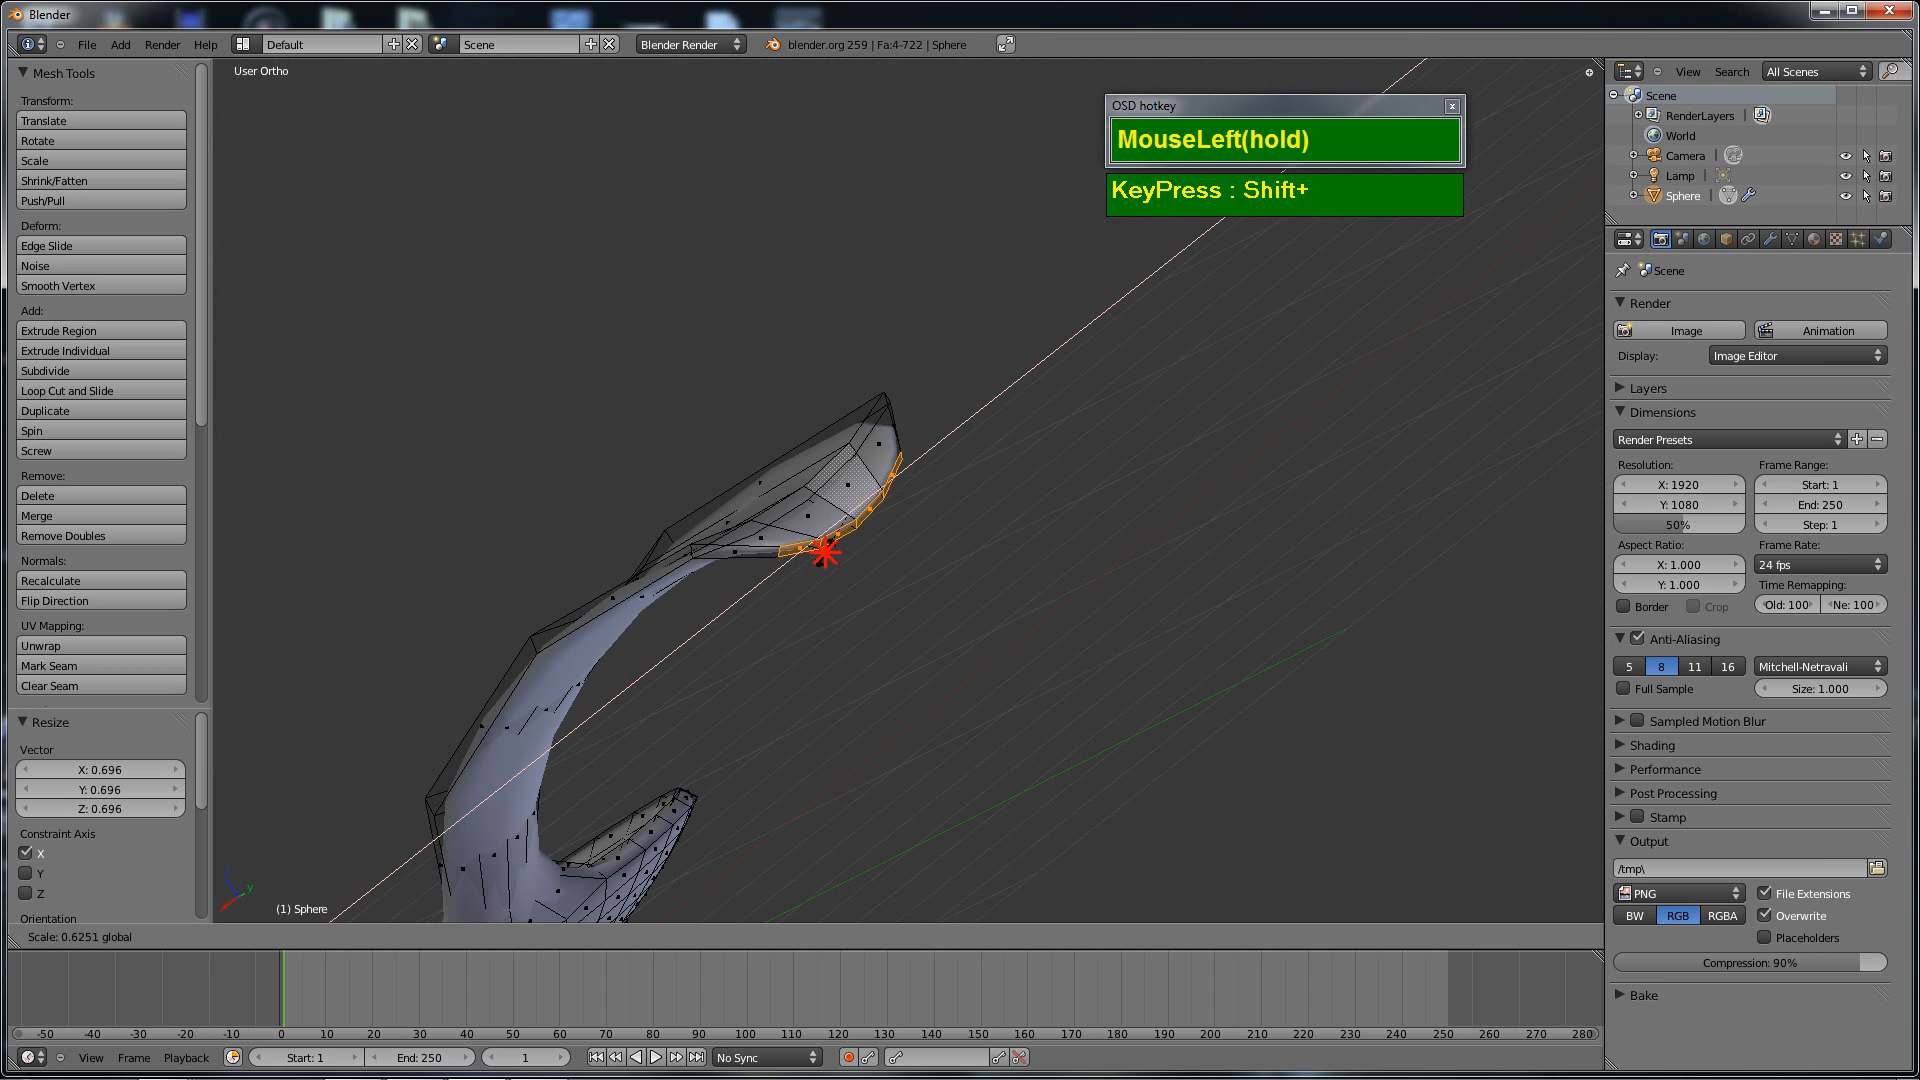 Blender
File Add Render Help Default Scene Blender Render blender.org 259 | Fa:4-722 | Sphere
User Ortho
Mesh Tools
Transform:
Translate
Rotate
Scale
Shrink/Fatten
Push/Pull
Deform:
Edge Slide
Noise
Smooth Vertex
Add:
Extrude Region
Extrude Individual
Subdivide
Loop Cut and Slide
Duplicate
Spin
Screw
Remove:
Delete
Merge
Remove Doubles
Normals:
Recalculate
Flip Direction
UV Mapping:
Unwrap
Mark Seam
Clear Seam
Resize
Vector
X: 0.696
Y: 0.696
Z: 0.696
Constraint Axis
X
Y
Z
Orientation
OSD hotkey
MouseLeft(hold)
KeyPress : Shift+
y
(1) Sphere
Scale: 0.6251 global
View Search All Scenes
Scene
RenderLayers |
World
Camera |
Lamp |
Sphere |
Scene
Render
Image Animation
Display: Image Editor
Layers
Dimensions
Render Presets
Resolution: Frame Range:
X: 1920 Start: 1
Y: 1080 End: 250
50% Step: 1
Aspect Ratio: Frame Rate:
X: 1.000 24 fps
Y: 1.000 Time Remapping:
Border Crop Old: 100 Ne: 100
Anti-Aliasing
5 8 11 16 Mitchell-Netravali
Full Sample Size: 1.000
Sampled Motion Blur
Shading
Performance
Post Processing
Stamp
Output
/tmp\
PNG File Extensions
BW RGB RGBA Overwrite
Placeholders
Compression: 90%
Bake
-50 -40 -30 -20 -10 0 10 20 30 40 50 60 70 80 90 100 110 120 130 140 150 160 170 180 190 200 210 220 230 240 250 260 270 280
View Frame Playback Start: 1 End: 250 1 No Sync